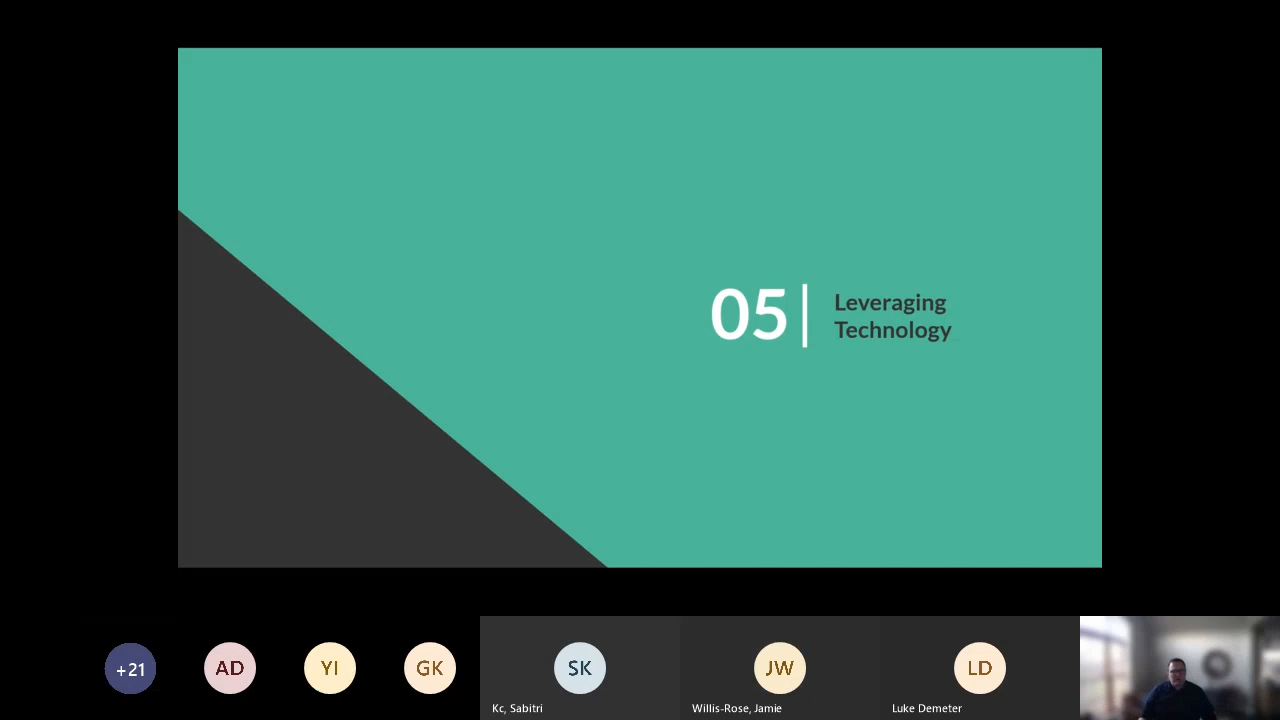 05
Leveraging
Technology
+21
AD
YI
GK
SK
JW
LD
Kc, Sabitri
Willis-Rose, Jamie
Luke Demeter